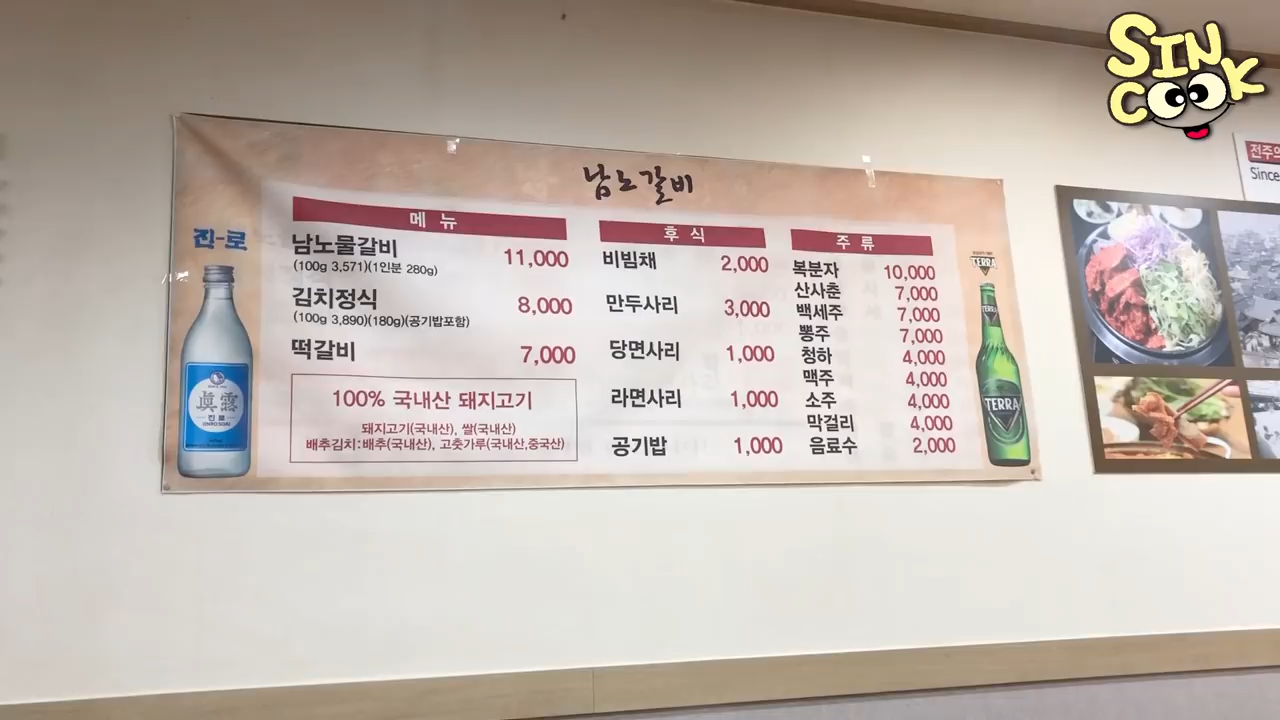 SIN
COOK
전주의
Since
남노갈비
메 뉴
남노물갈비 11,000
(100g 3,571)(1인분 280g)
김치정식 8,000
(100g 3,890)(180g)(공기밥포함)
떡갈비 7,000
100% 국내산 돼지고기
돼지고기(국내산), 쌀(국내산)
배추김치:배추(국내산), 고춧가루(국내산,중국산)
후 식
비빔채 2,000
만두사리 3,000
당면사리 1,000
라면사리 1,000
공기밥 1,000
주 류
복분자 10,000
산사춘 7,000
백세주 7,000
뽕주 7,000
청하 4,000
맥주 4,000
소주 4,000
막걸리 4,000
음료수 2,000
진-로
眞露
진로
TERRA
TERRA
TERRA